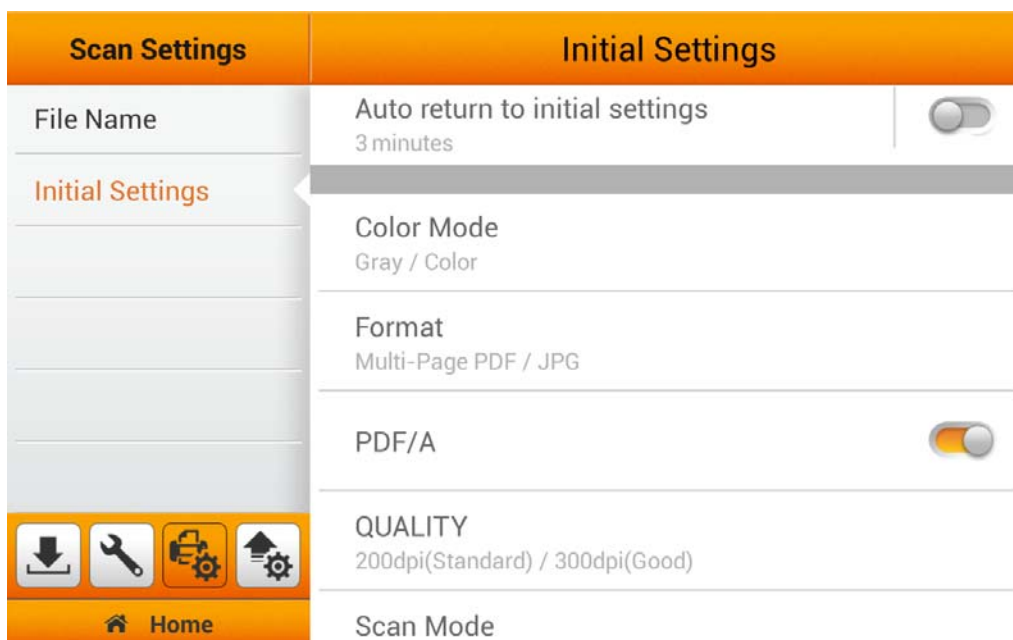 Scan Settings
Initial Settings
File Name
Initial Settings
Auto return to initial settings
3 minutes
Color Mode
Gray / Color
Format
Multi-Page PDF / JPG
PDF/A
QUALITY
200dpi(Standard) / 300dpi(Good)
Scan Mode
Home